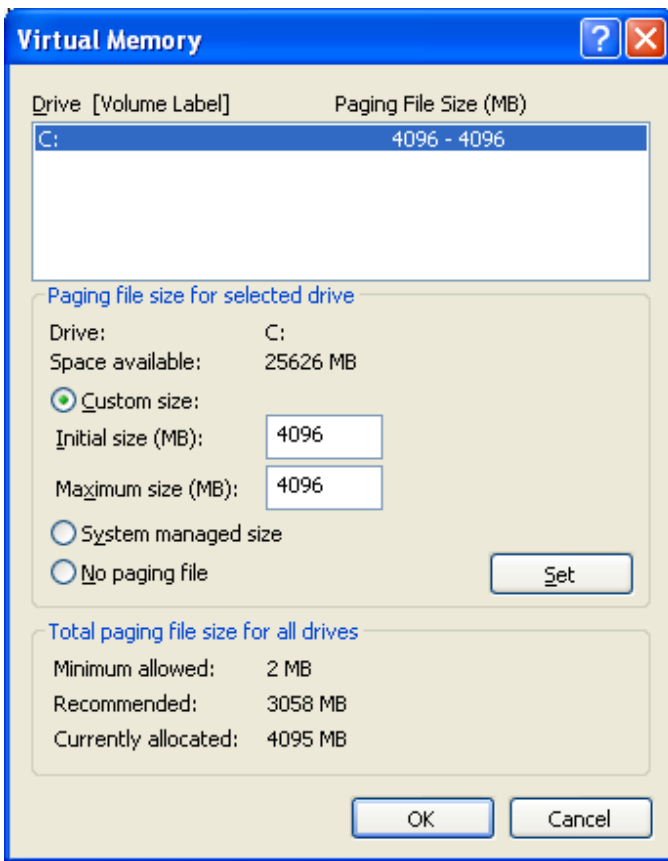 Virtual Memory
Drive [Volume Label] Paging File Size (MB)
C: 4096 - 4096
Paging file size for selected drive
Drive: C:
Space available: 25626 MB
Custom size:
Initial size (MB): 4096
Maximum size (MB): 4096
System managed size
No paging file Set
Total paging file size for all drives
Minimum allowed: 2 MB
Recommended: 3058 MB
Currently allocated: 4095 MB
OK Cancel